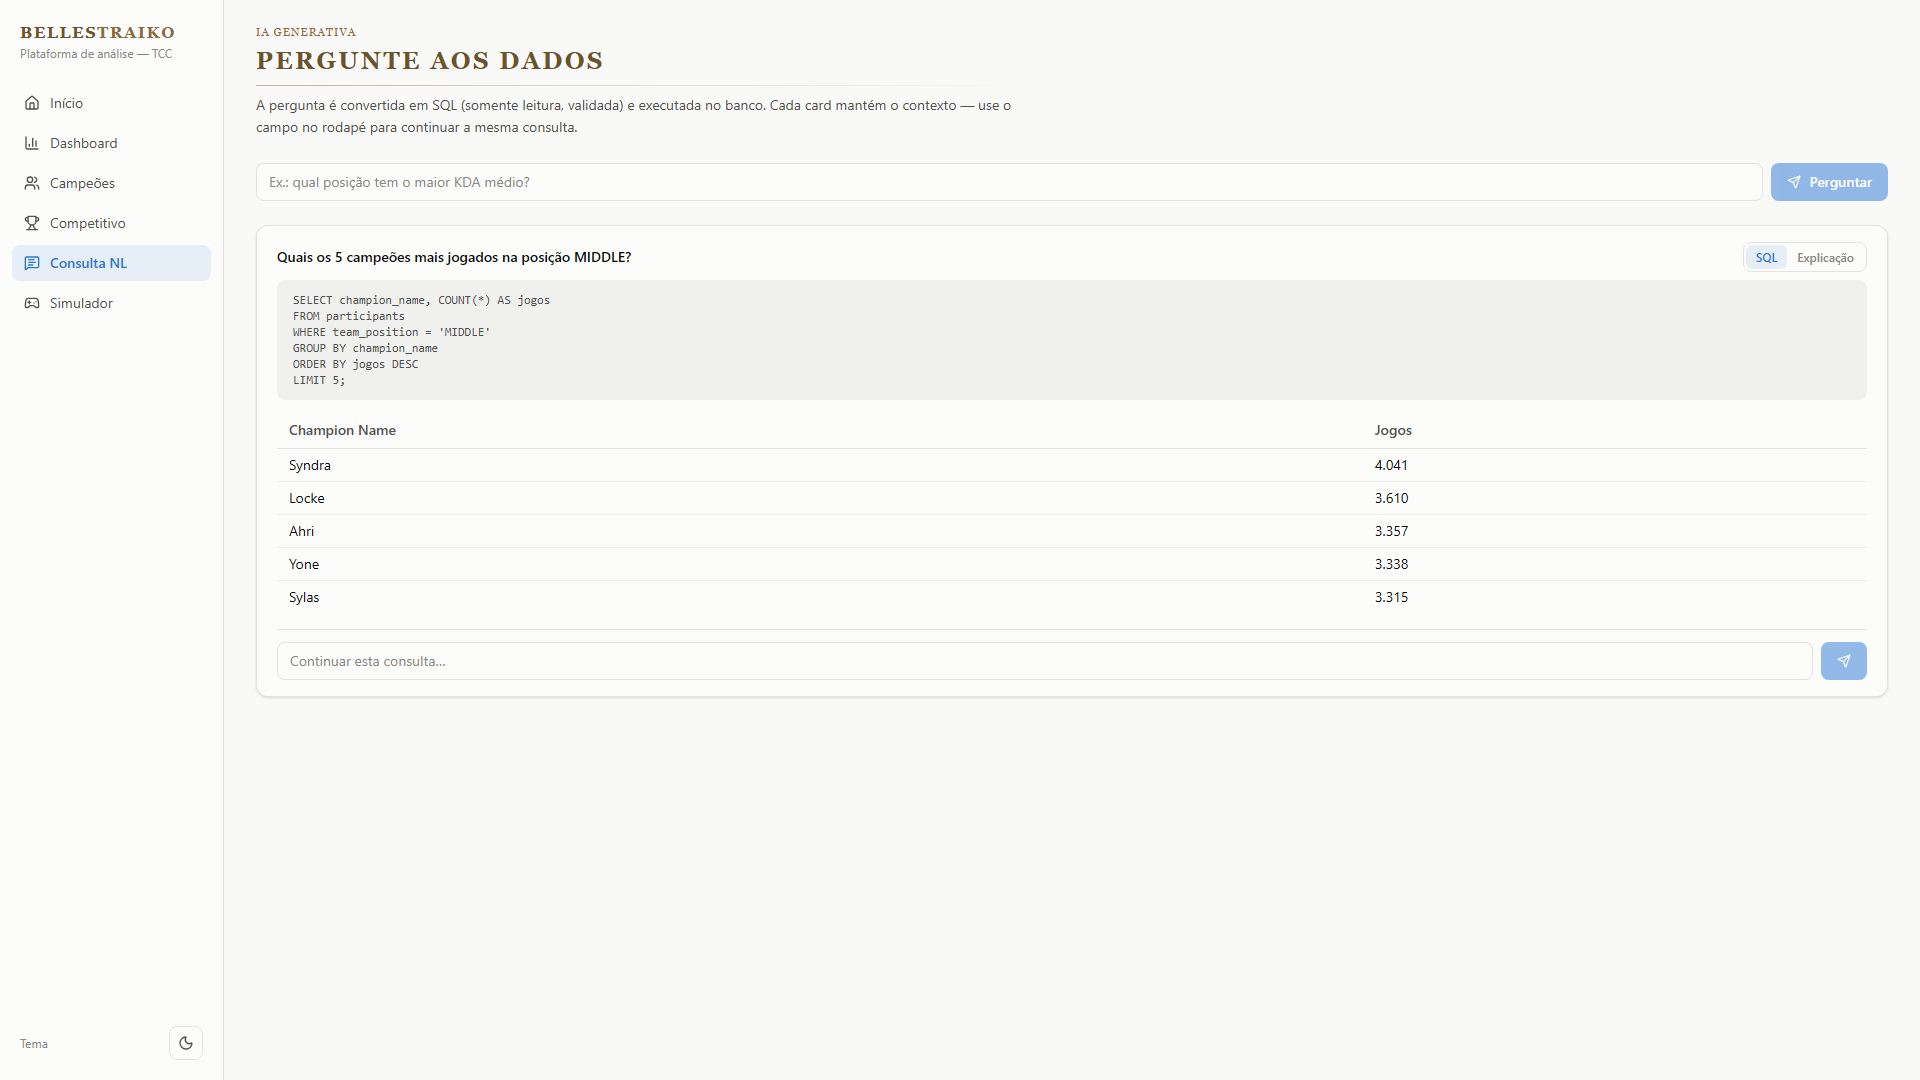 BELLESTRAIKO
Plataforma de análise — TCC
Início
Dashboard
Campeões
Competitivo
Consulta NL
Simulador
Tema
IA GENERATIVA
PERGUNTE AOS DADOS
A pergunta é convertida em SQL (somente leitura, validada) e executada no banco. Cada card mantém o contexto — use o
campo no rodapé para continuar a mesma consulta.
Ex.: qual posição tem o maior KDA médio?
Perguntar
Quais os 5 campeões mais jogados na posição MIDDLE?
SQL Explicação
SELECT champion_name, COUNT(*) AS jogos
FROM participants
WHERE team_position = 'MIDDLE'
GROUP BY champion_name
ORDER BY jogos DESC
LIMIT 5;
Champion Name Jogos
Syndra 4.041
Locke 3.610
Ahri 3.357
Yone 3.338
Sylas 3.315
Continuar esta consulta...